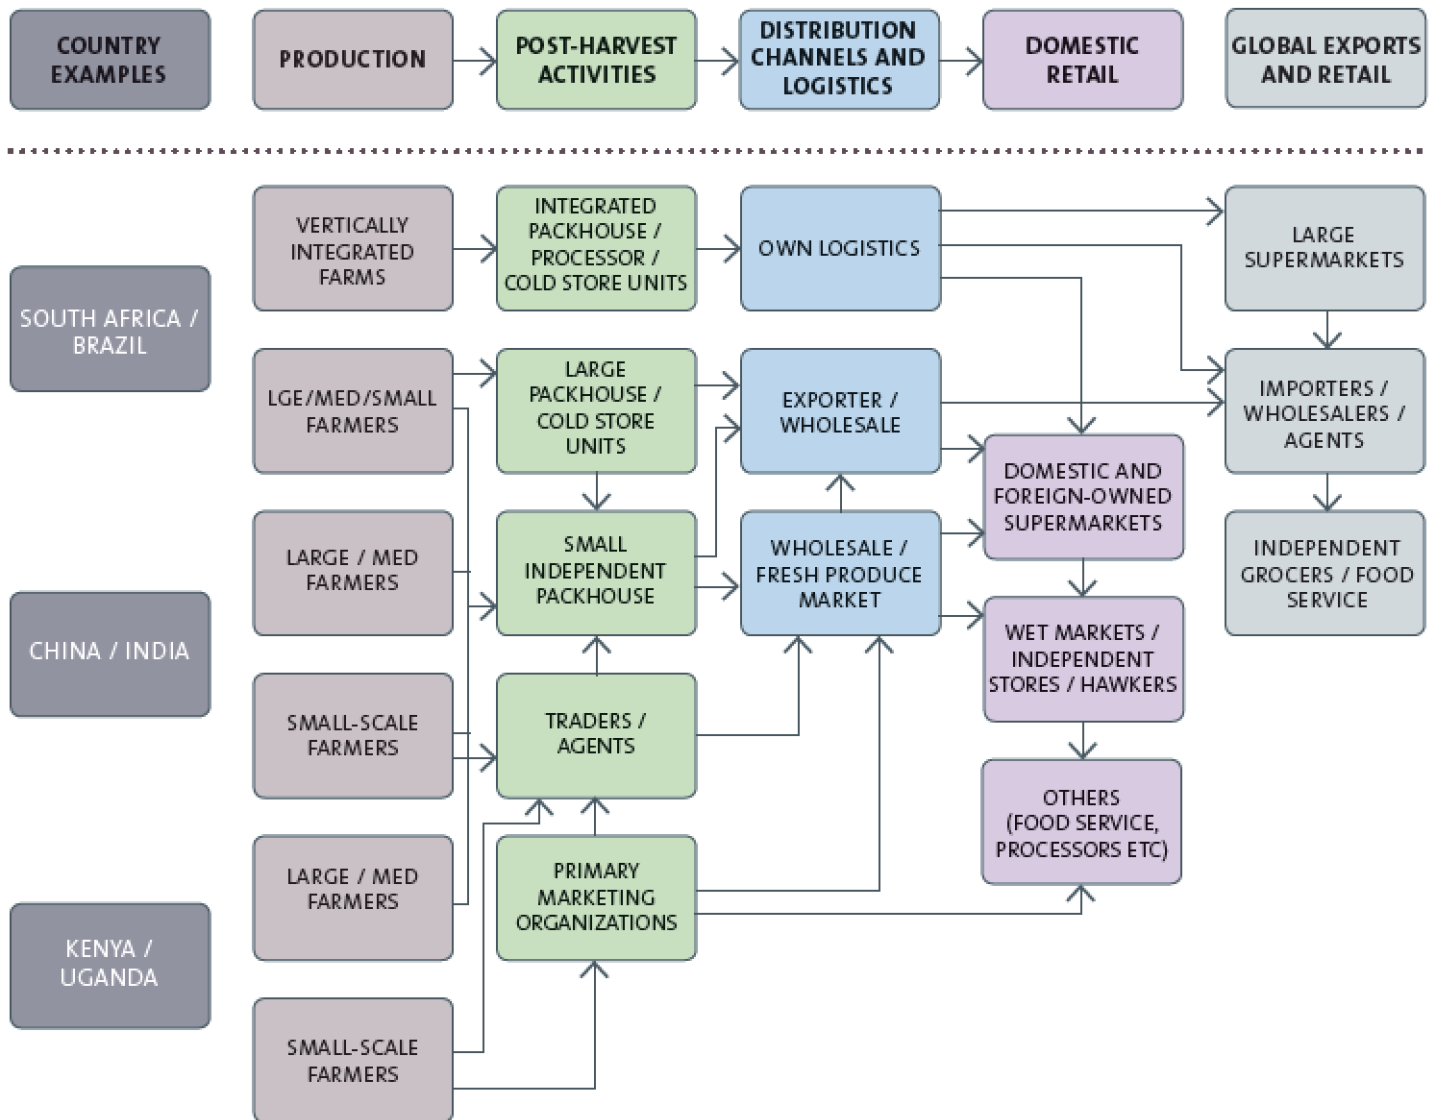 COUNTRY
EXAMPLES
PRODUCTION
POST-HARVEST
ACTIVITIES
DISTRIBUTION
CHANNELS AND
LOGISTICS
DOMESTIC
RETAIL
GLOBAL EXPORTS
AND RETAIL
SOUTH AFRICA /
BRAZIL
CHINA / INDIA
KENYA /
UGANDA
VERTICALLY
INTEGRATED
FARMS
LGE/MED/SMALL
FARMERS
LARGE / MED
FARMERS
SMALL-SCALE
FARMERS
LARGE / MED
FARMERS
SMALL-SCALE
FARMERS
INTEGRATED
PACKHOUSE /
PROCESSOR /
COLD STORE UNITS
LARGE
PACKHOUSE /
COLD STORE
UNITS
SMALL
INDEPENDENT
PACKHOUSE
TRADERS /
AGENTS
PRIMARY
MARKETING
ORGANIZATIONS
OWN LOGISTICS
EXPORTER /
WHOLESALE
WHOLESALE /
FRESH PRODUCE
MARKET
DOMESTIC AND
FOREIGN-OWNED
SUPERMARKETS
WET MARKETS /
INDEPENDENT
STORES / HAWKERS
OTHERS
(FOOD SERVICE,
PROCESSORS ETC)
LARGE
SUPERMARKETS
IMPORTERS /
WHOLESALERS /
AGENTS
INDEPENDENT
GROCERS / FOOD
SERVICE